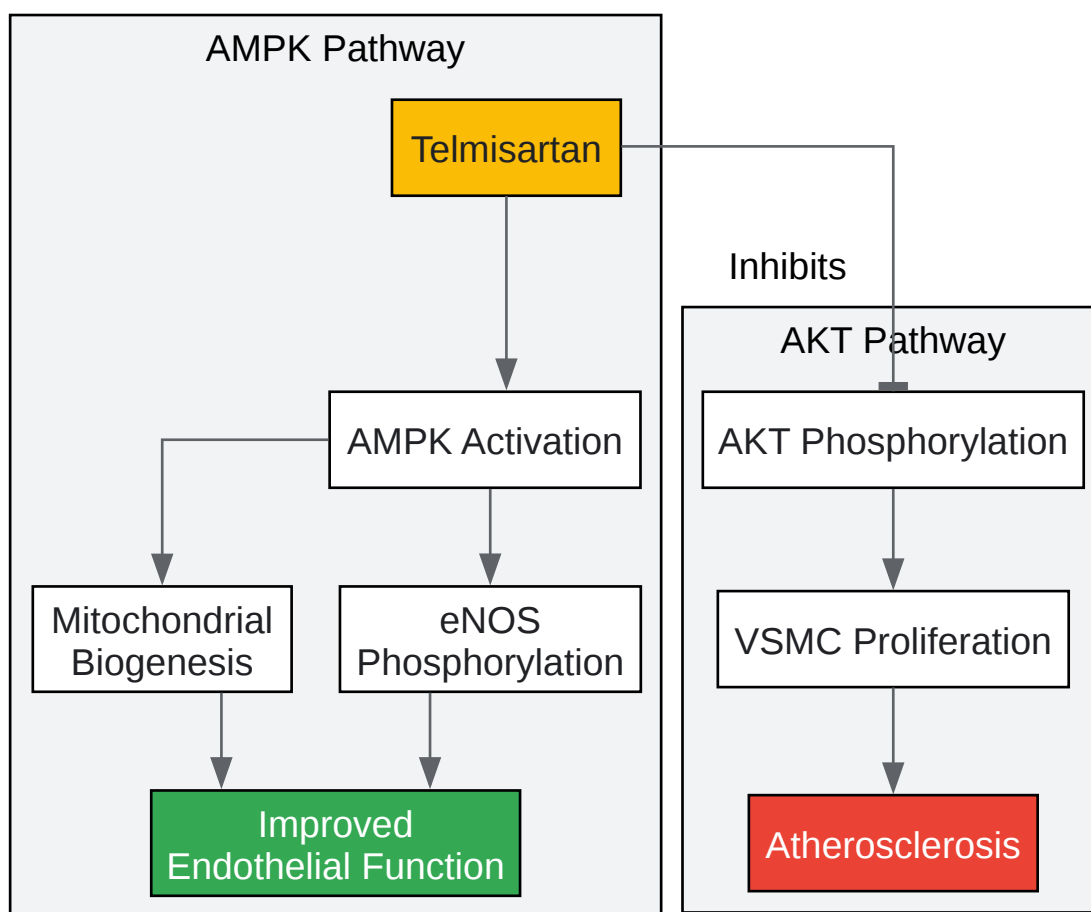 AMPK Pathway
Telmisartan
Inhibits
AKT Pathway
AMPK Activation
AKT Phosphorylation
Mitochondrial
Biogenesis
eNOS
Phosphorylation
VSMC Proliferation
Improved
Endothelial Function
Atherosclerosis